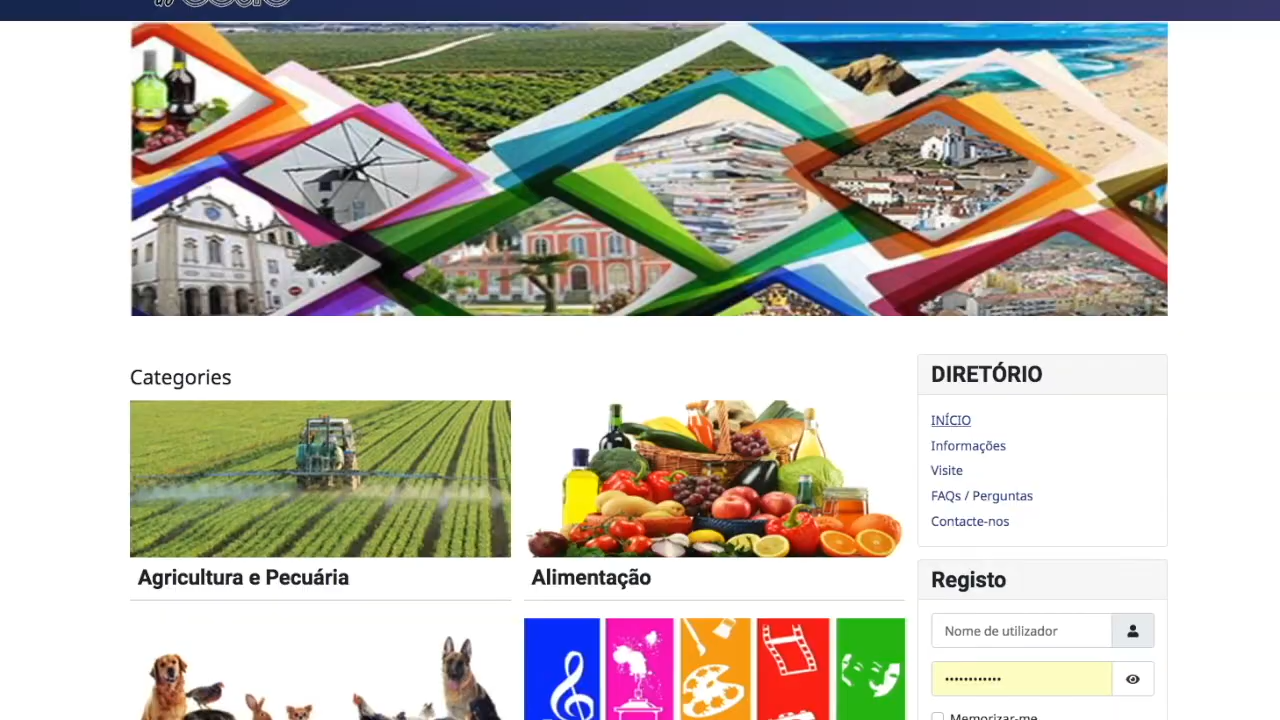 Categories
Agricultura e Pecuária
Alimentação
DIRETÓRIO
INÍCIO
Informações
Visite
FAQs / Perguntas
Contacte-nos
Registo
Nome de utilizador
••••••••••••
Memorizar-me